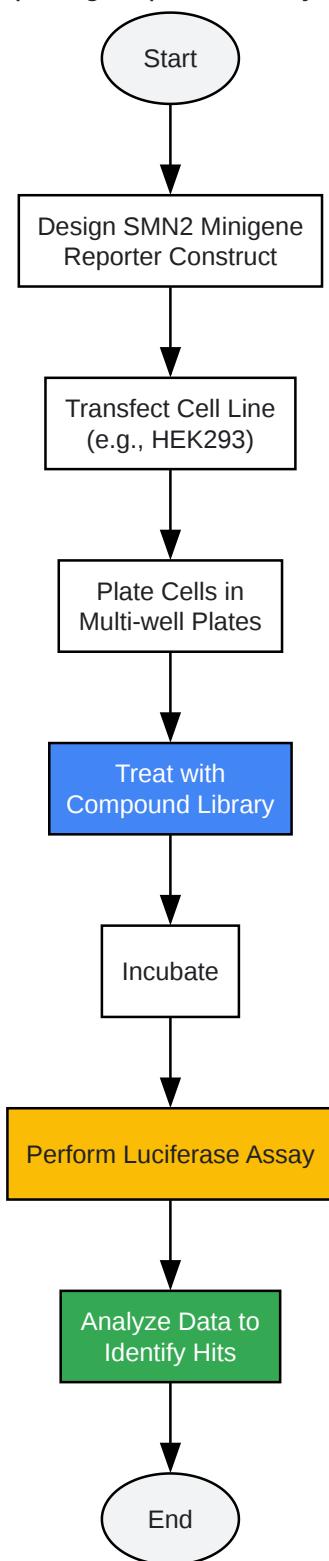 Start
Design SMN2 Minigene
Reporter Construct
Transfect Cell Line
(e.g., HEK293)
Plate Cells in
Multi-well Plates
Treat with
Compound Library
Incubate
Perform Luciferase Assay
Analyze Data to
Identify Hits
End